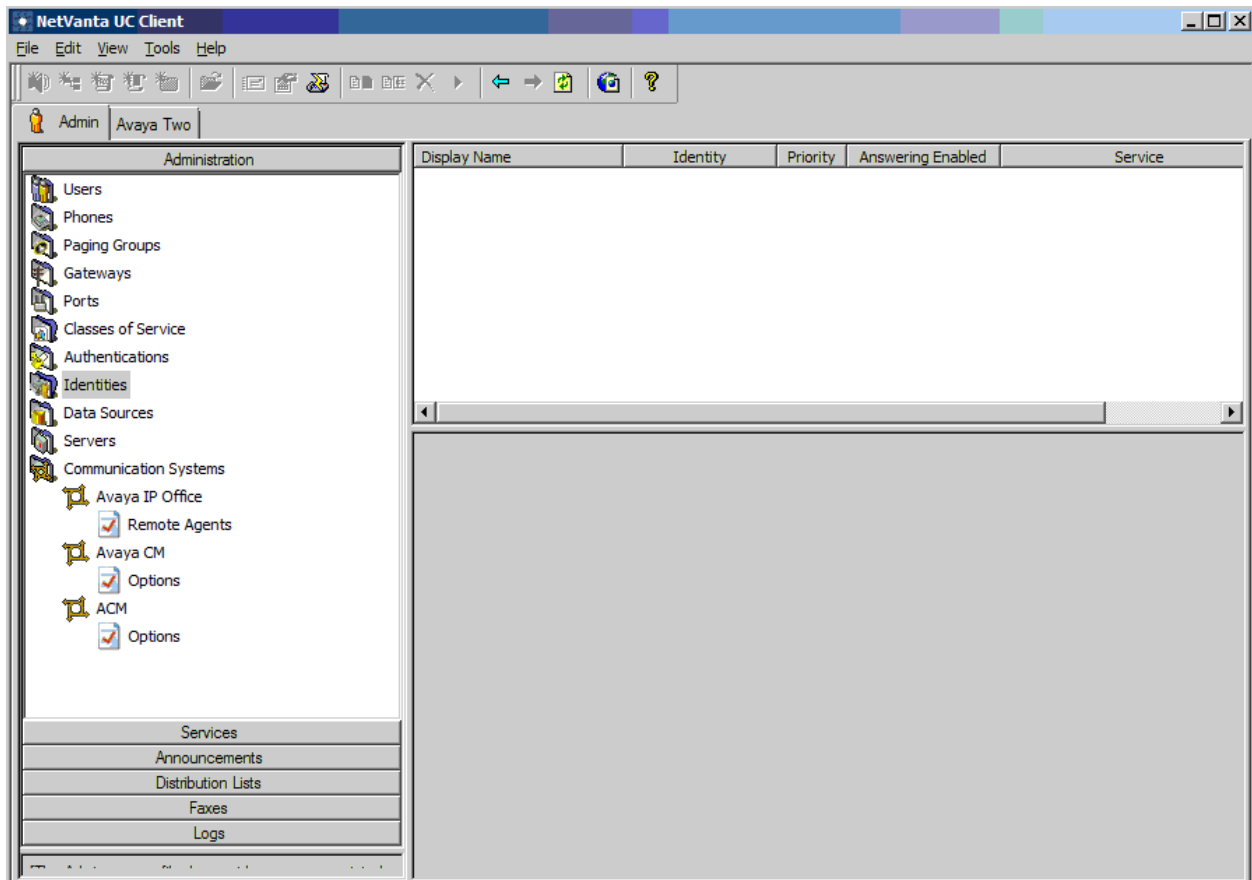 NetVanta UC Client
File Edit View Tools Help
Admin Avaya Two
Administration
Users
Phones
Paging Groups
Gateways
Ports
Classes of Service
Authentications
Identities
Data Sources
Servers
Communication Systems
Avaya IP Office
Remote Agents
Avaya CM
Options
ACM
Options
Services
Announcements
Distribution Lists
Faxes
Logs
Display Name Identity Priority Answering Enabled Service